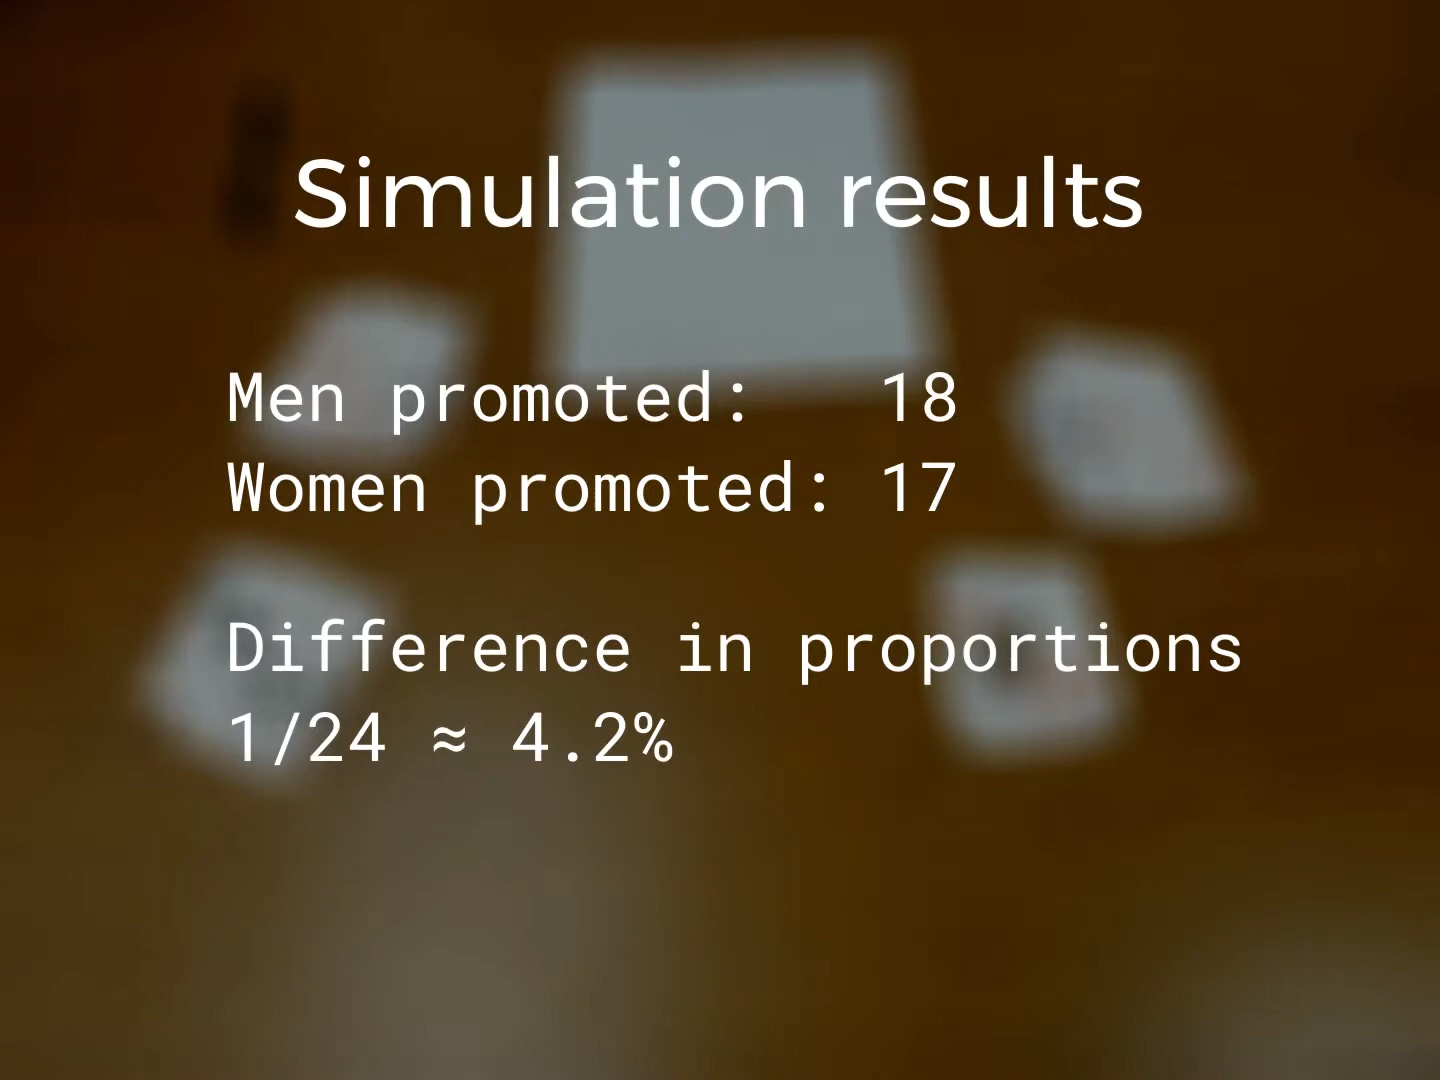 Simulation results
Men promoted: 18
Women promoted: 17
Difference in proportions
1/24 ≈ 4.2%